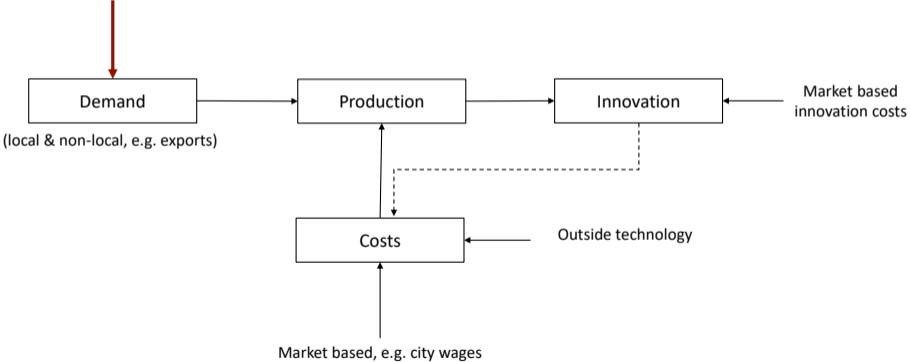 Demand
Production
Innovation
Market based
innovation costs
(local & non-local, e.g. exports)
Costs
Outside technology
Market based, e.g. city wages